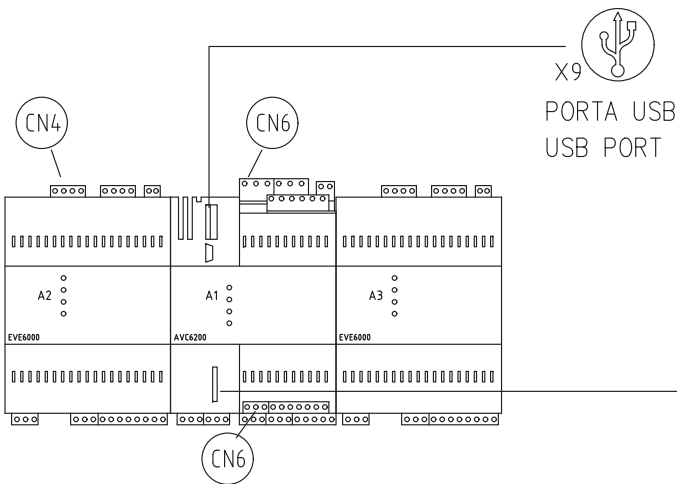 X9
PORTA USB
USB PORT
CN4
CN6
A2
A1
A3
EVE6000
AVC6200
EVE6000
CN6